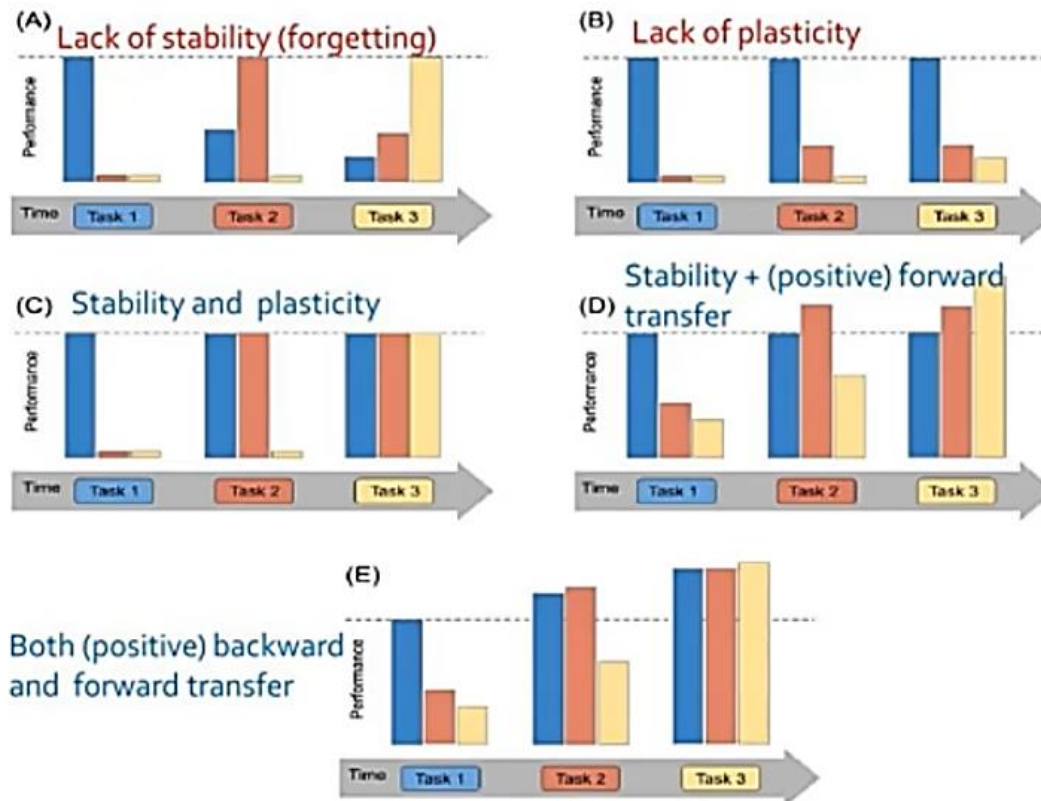 (A)
Lack of stability (forgetting)
Performance
Time Task 1 Task 2 Task 3
(B)
Lack of plasticity
Performance
Time Task 1 Task 2 Task 3
(C)
Stability and plasticity
Performance
Time Task 1 Task 2 Task 3
(D)
Stability + (positive) forward
transfer
Performance
Time Task 1 Task 2 Task 3
(E)
Both (positive) backward
and forward transfer
Performance
Time Task 1 Task 2 Task 3